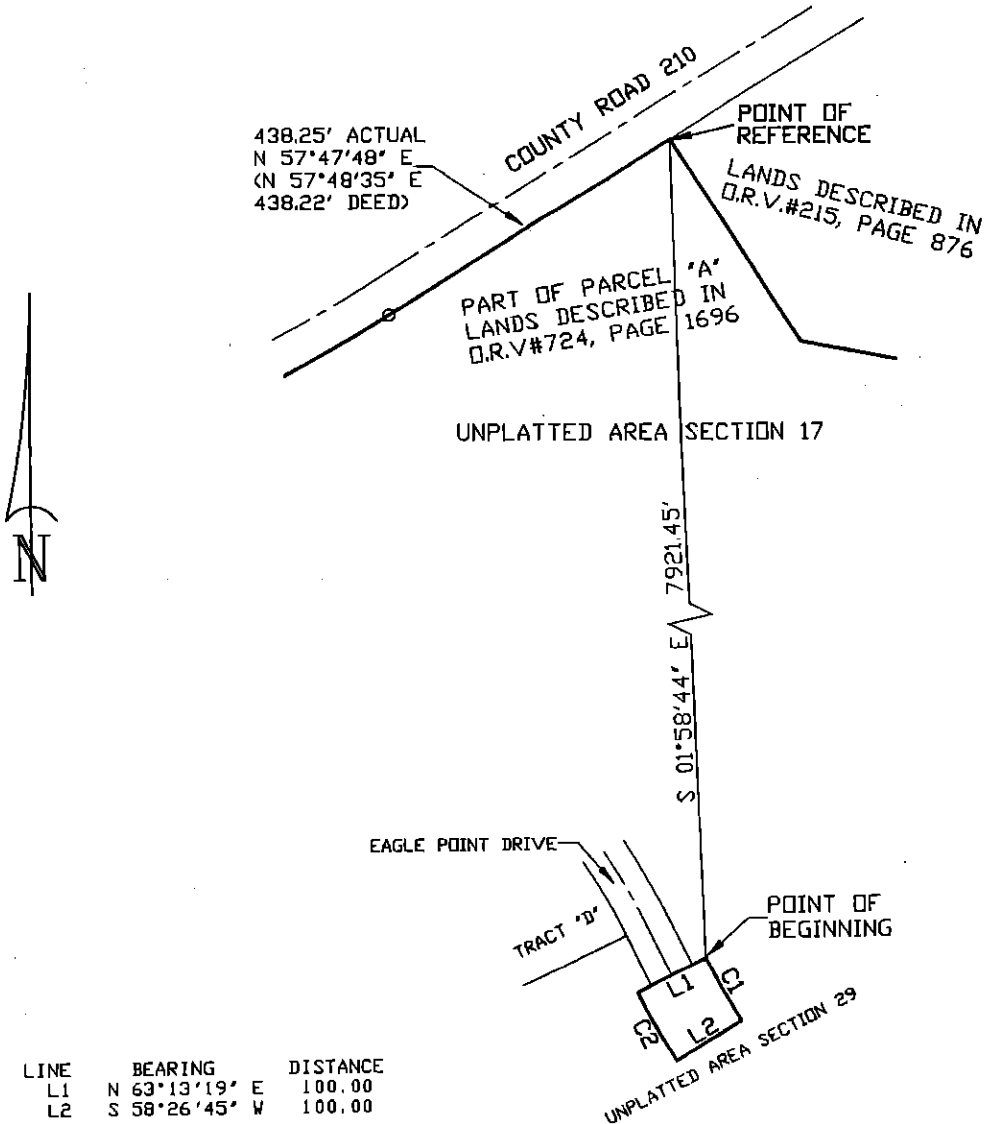 COUNTY ROAD 210
438.25' ACTUAL
N 57°47'48" E
(N 57°48'35" E
438.22' DEED)
POINT OF
REFERENCE
LANDS DESCRIBED IN
O.R.V.#215, PAGE 876
PART OF PARCEL "A"
LANDS DESCRIBED IN
O.R.V#724, PAGE 1696
UNPLATTED AREA SECTION 17
N
S 01°58'44" E 7921.45'
EAGLE POINT DRIVE
TRACT "D"
POINT OF
BEGINNING
L1
C1
C2
L2
UNPLATTED AREA SECTION 29
LINE BEARING DISTANCE
L1 N 63°13'19" E 100.00
L2 S 58°26'45" W 100.00